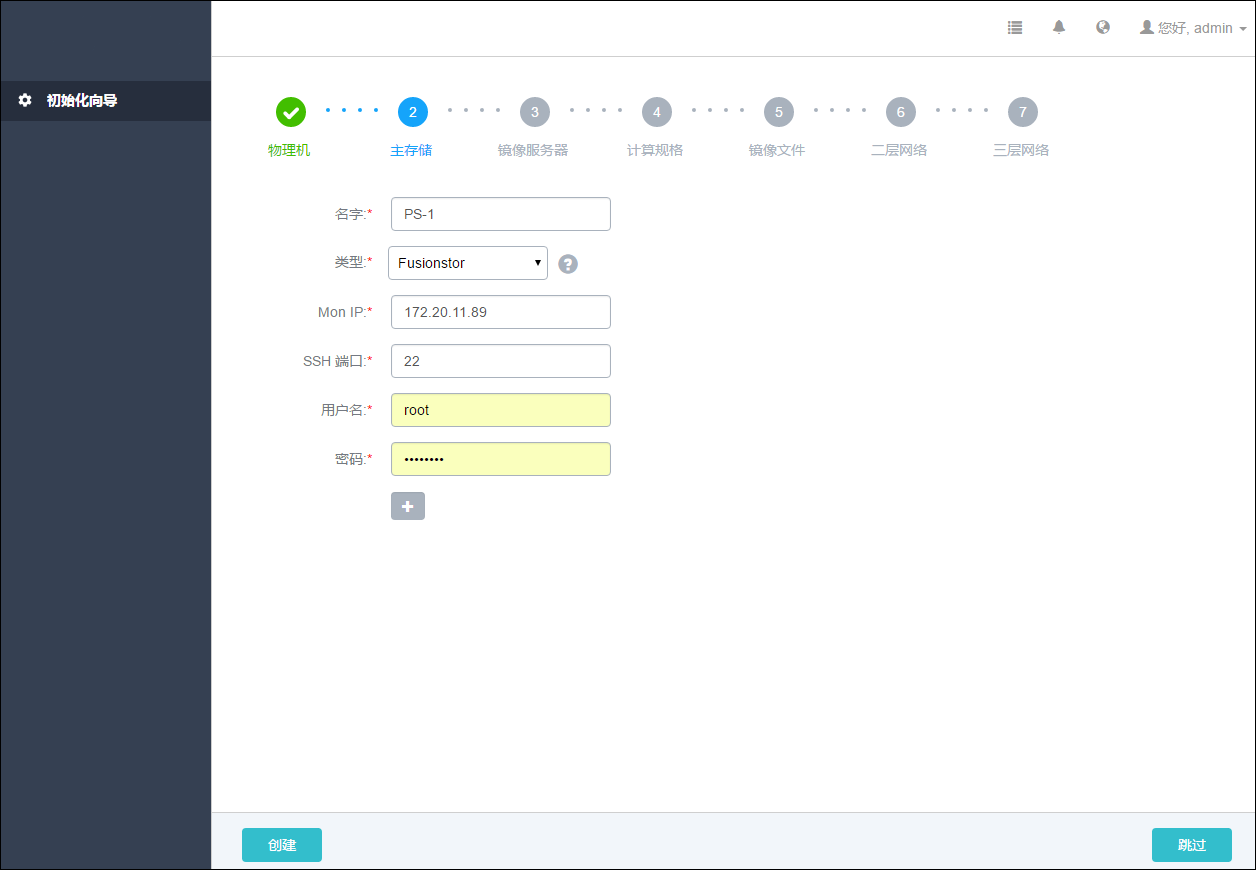 您好, admin
初始化向导
2 3 4 5 6 7
物理机 主存储 镜像服务器 计算规格 镜像文件 二层网络 三层网络
名字:* PS-1
类型:* Fusionstor
Mon IP:* 172.20.11.89
SSH 端口:* 22
用户名:* root
密码:* ••••••••
创建 跳过